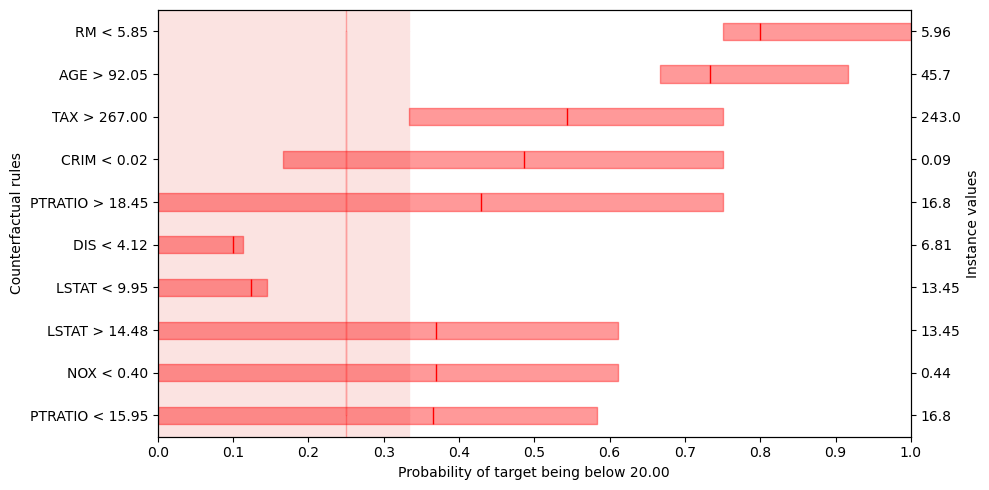 RM < 5.85
5.96
AGE > 92.05
45.7
TAX > 267.00
243.0
CRIM < 0.02
0.09
PTRATIO > 18.45
16.8
DIS < 4.12
6.81
LSTAT < 9.95
13.45
LSTAT > 14.48
13.45
NOX < 0.40
0.44
PTRATIO < 15.95
16.8
Counterfactual rules
Instance values
0.0 0.1 0.2 0.3 0.4 0.5 0.6 0.7 0.8 0.9 1.0
Probability of target being below 20.00